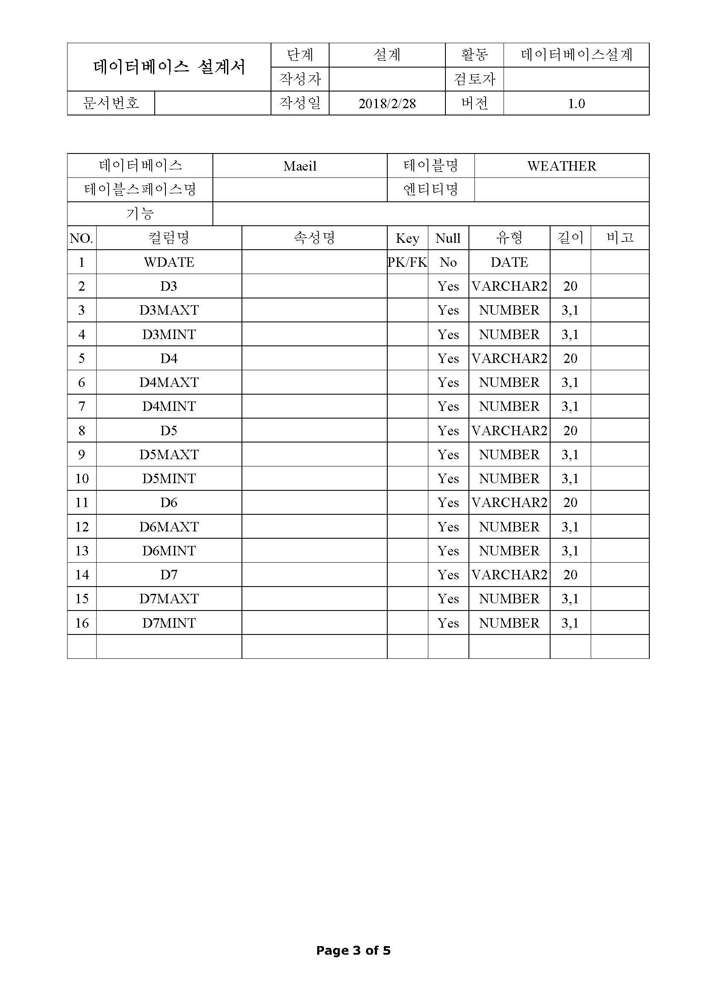 데이터베이스 설계서 단계 설계 활동 데이터베이스설계
작성자 검토자
문서번호 작성일 2018/2/28 버전 1.0
데이터베이스 Maeil 테이블명 WEATHER
테이블스페이스명 엔티티명
기능
NO. 컬럼명 속성명 Key Null 유형 길이 비고
1 WDATE PK/FK No DATE
2 D3 Yes VARCHAR2 20
3 D3MAXT Yes NUMBER 3,1
4 D3MINT Yes NUMBER 3,1
5 D4 Yes VARCHAR2 20
6 D4MAXT Yes NUMBER 3,1
7 D4MINT Yes NUMBER 3,1
8 D5 Yes VARCHAR2 20
9 D5MAXT Yes NUMBER 3,1
10 D5MINT Yes NUMBER 3,1
11 D6 Yes VARCHAR2 20
12 D6MAXT Yes NUMBER 3,1
13 D6MINT Yes NUMBER 3,1
14 D7 Yes VARCHAR2 20
15 D7MAXT Yes NUMBER 3,1
16 D7MINT Yes NUMBER 3,1
Page 3 of 5